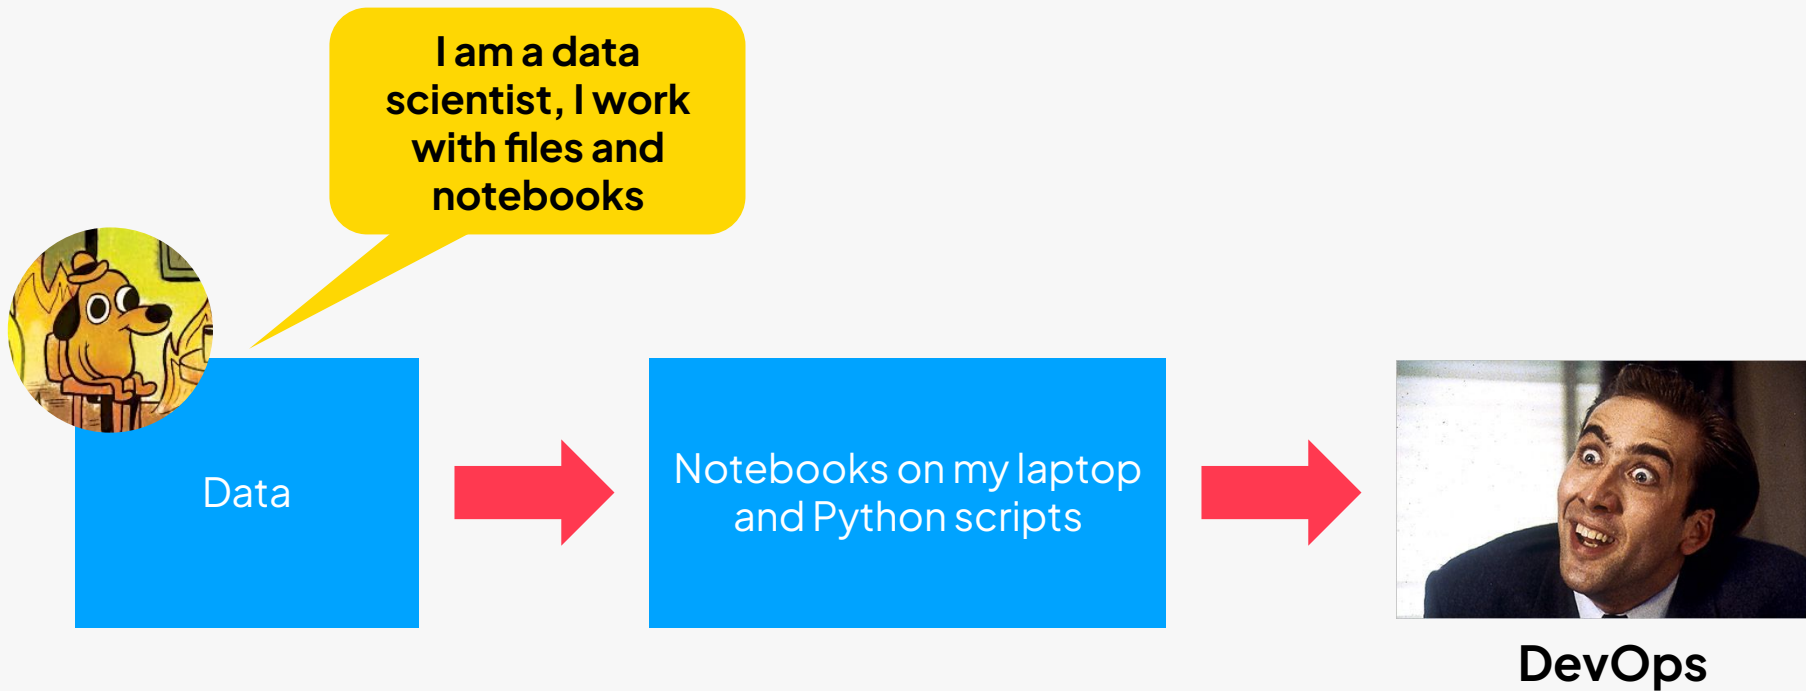 I am a data
scientist, I work
with files and
notebooks
Data
Notebooks on my laptop
and Python scripts
DevOps